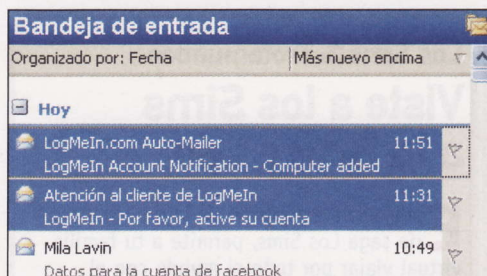 Bandeja de entrada
Organizado por: Fecha Más nuevo encima
Hoy
LogMeIn.com Auto-Mailer 11:51
LogMeIn Account Notification - Computer added
Atención al cliente de LogMeIn 11:31
LogMeIn - Por favor, active su cuenta
Mila Lavin 10:49
Datos para la cuenta de facebook